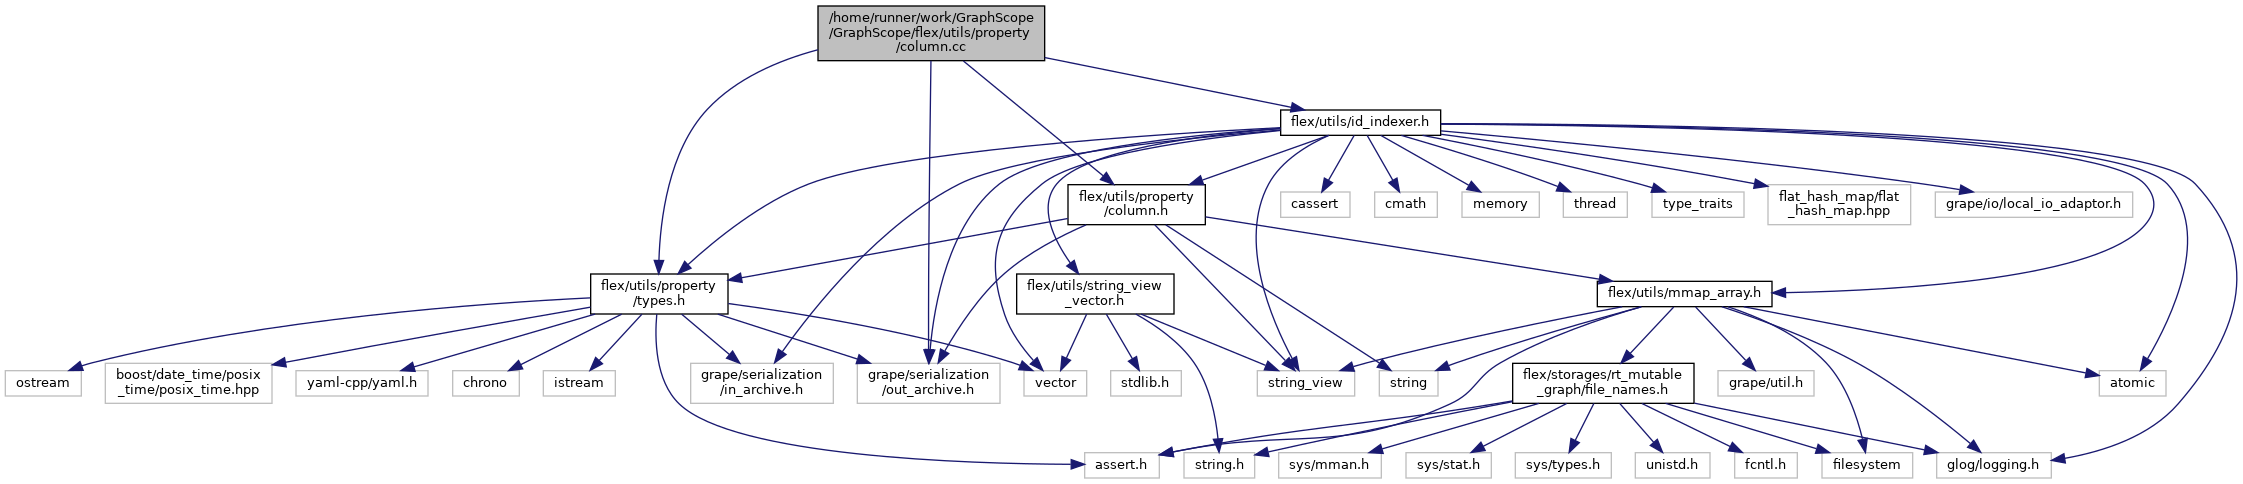 /home/runner/work/GraphScope
/GraphScope/flex/utils/property
/column.cc
flex/utils/id_indexer.h
flex/utils/property
/column.h
cassert
cmath
memory
thread
type_traits
flat_hash_map/flat
_hash_map.hpp
grape/io/local_io_adaptor.h
flex/utils/property
/types.h
flex/utils/string_view
_vector.h
flex/utils/mmap_array.h
ostream
boost/date_time/posix
_time/posix_time.hpp
yaml-cpp/yaml.h
chrono
istream
grape/serialization
/in_archive.h
grape/serialization
/out_archive.h
vector
stdlib.h
string_view
string
flex/storages/rt_mutable
_graph/file_names.h
grape/util.h
atomic
assert.h
string.h
sys/mman.h
sys/stat.h
sys/types.h
unistd.h
fcntl.h
filesystem
glog/logging.h